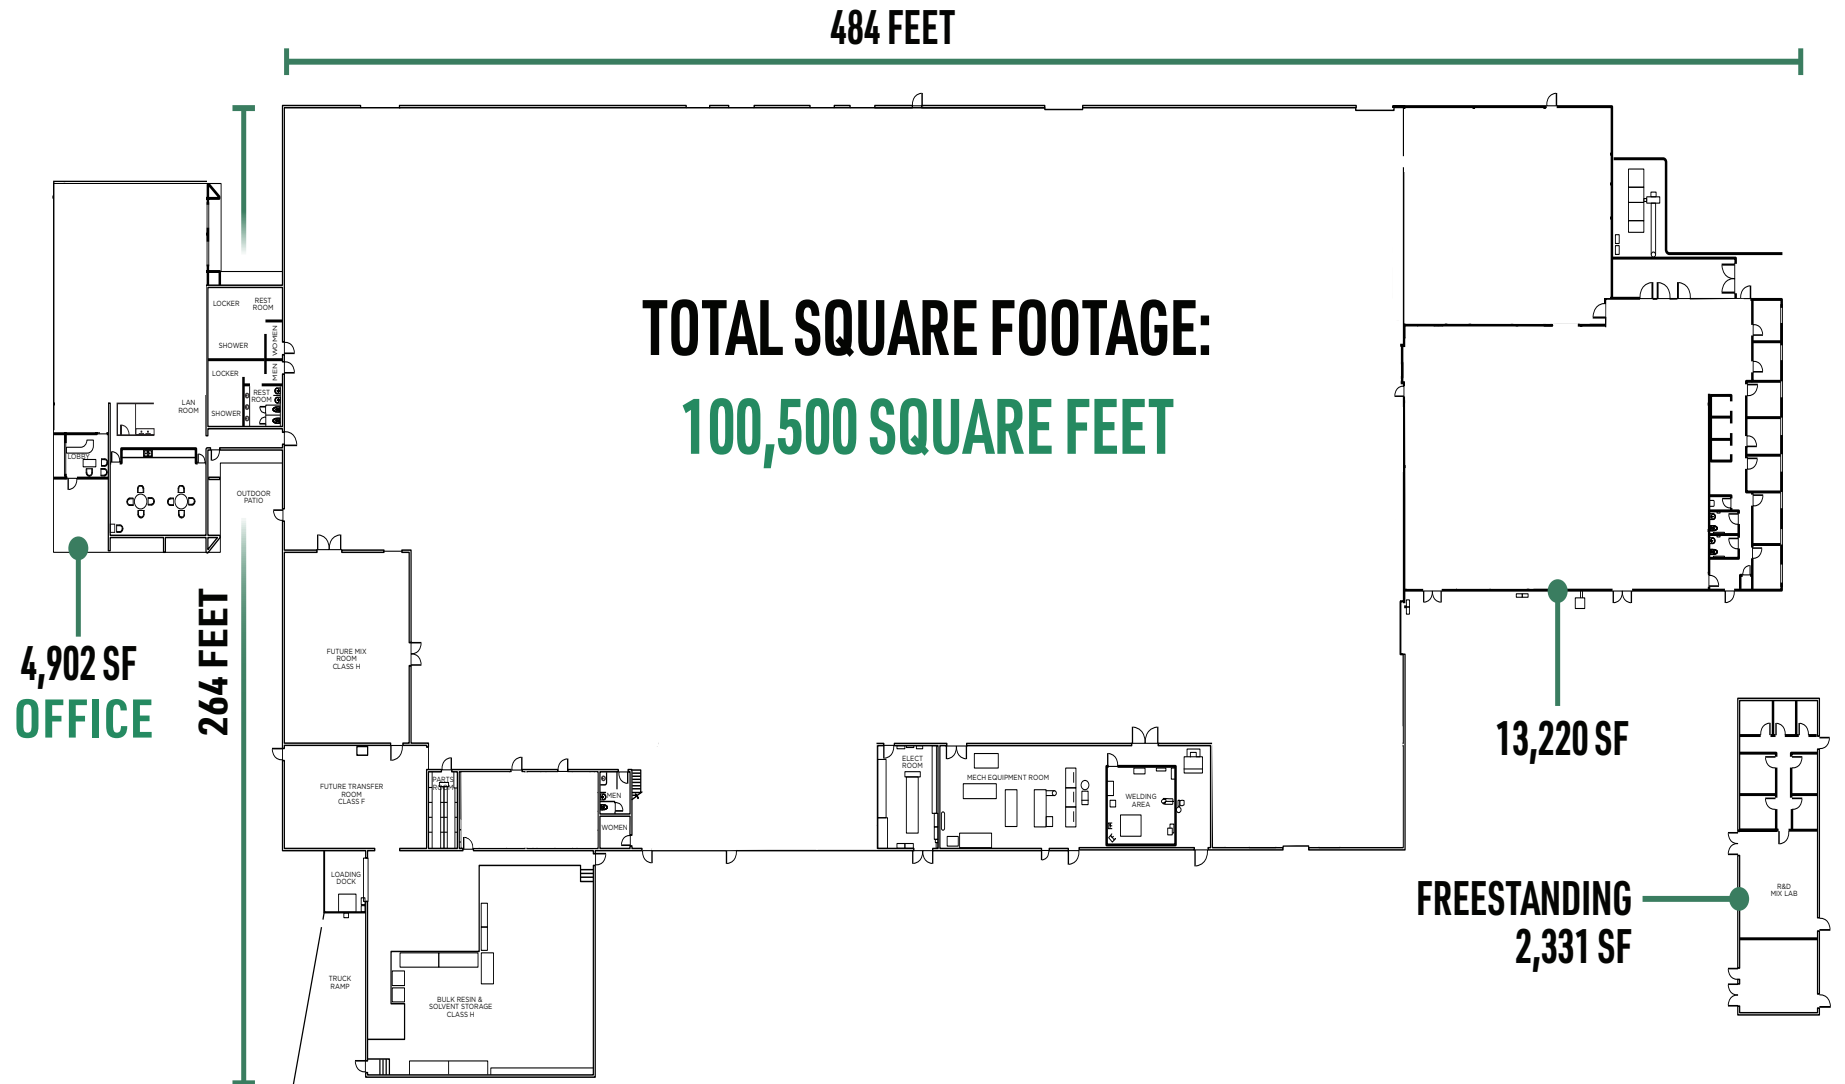 484 FEET
TOTAL SQUARE FOOTAGE:
100,500 SQUARE FEET
LOCKER
REST
ROOM
SHOWER
WOMEN
MEN
LOCKER
SHOWER
REST
ROOM
LAN
ROOM
LOBBY
OUTDOOR
PATIO
4,902 SF
OFFICE
264 FEET
FUTURE MIX
ROOM
CLASS H
FUTURE TRANSFER
ROOM
CLASS F
PARTS
ROOM
MEN
WOMEN
ELECT
ROOM
MECH EQUIPMENT ROOM
WELDING
AREA
13,220 SF
LOADING
DOCK
TRUCK
RAMP
BULK RESIN &
SOLVENT STORAGE
CLASS H
FREESTANDING
2,331 SF
R&D
MIX LAB